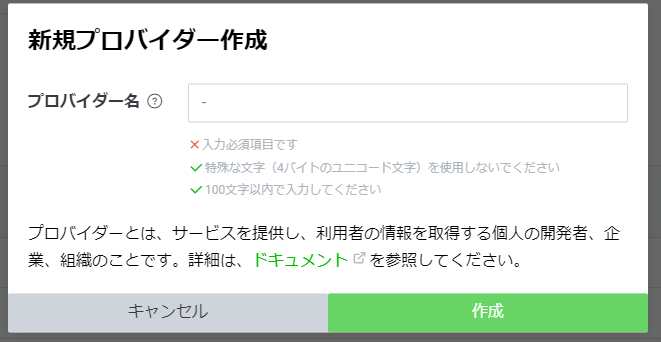 新規プロバイダー作成
プロバイダー名 ?
-
×入力必須項目です
✓特殊な文字（4バイトのユニコード文字）を使用しないでください
✓100文字以内で入力してください
プロバイダーとは、サービスを提供し、利用者の情報を取得する個人の開発者、企
業、組織のことです。詳細は、ドキュメント を参照してください。
キャンセル
作成